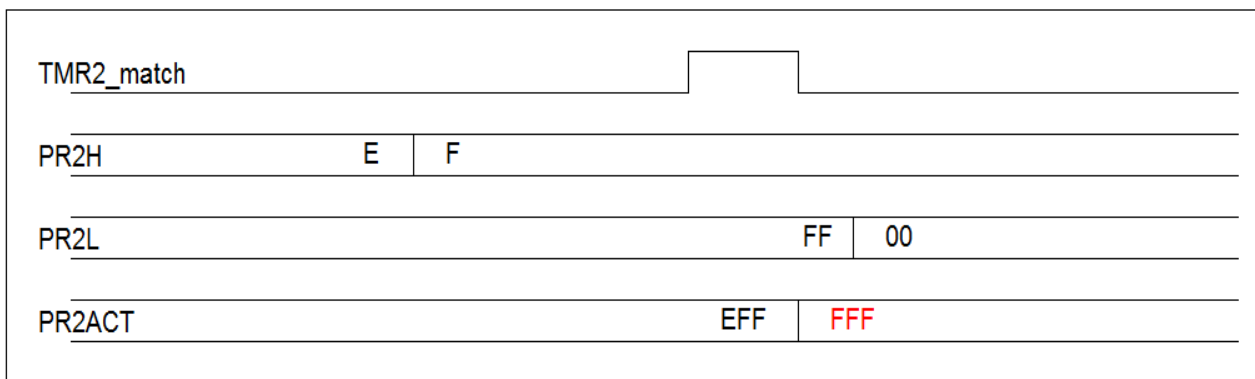 TMR2_match
PR2H E F
PR2L FF 00
PR2ACT EFF FFF